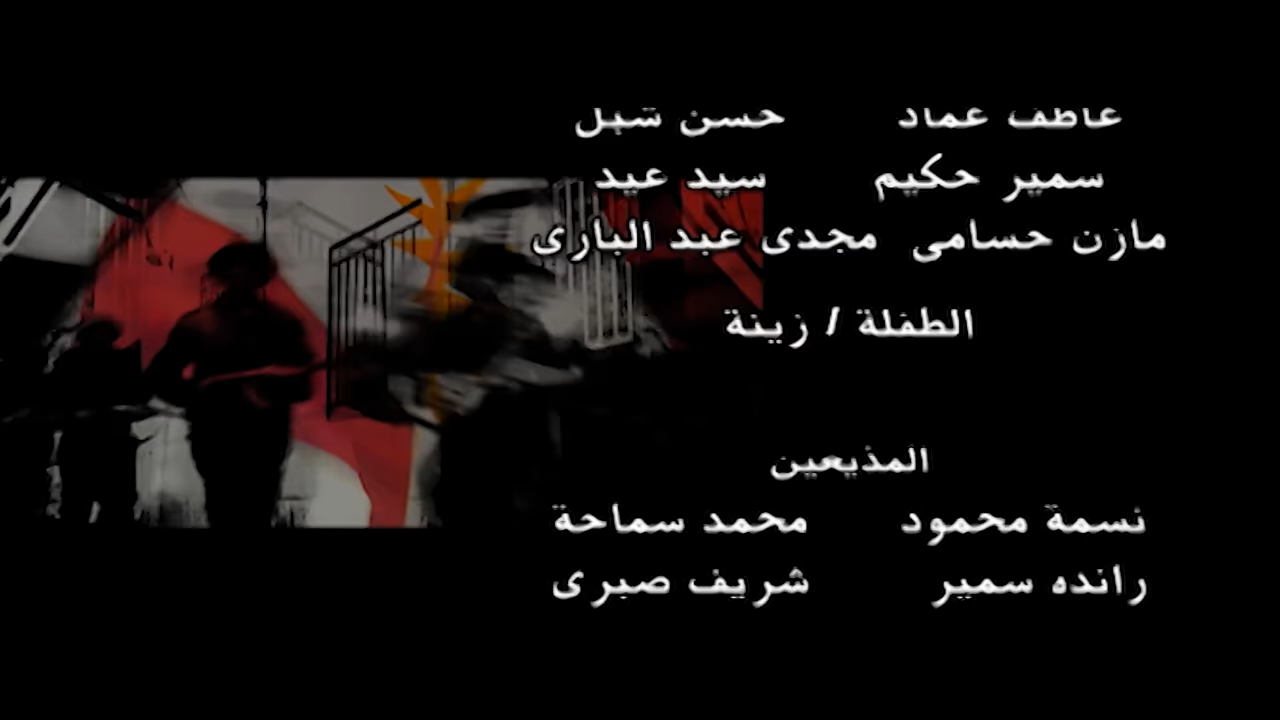 عاطف عماد حسن شبل
سمير حكيم سيد عيد
مازن حسامى مجدى عبد البارى
الطفلة / زينة
المذيعين
نسمة محمود محمد سماحة
رانده سمير شريف صبرى